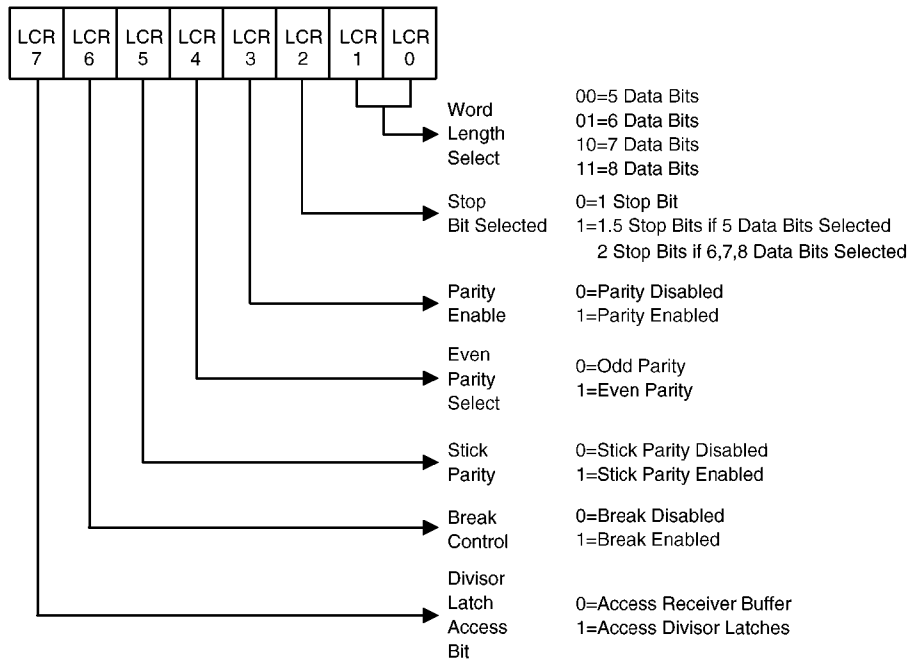 LCR LCR LCR LCR LCR LCR LCR LCR
7 6 5 4 3 2 1 0
Word
Length
Select
00=5 Data Bits
01=6 Data Bits
10=7 Data Bits
11=8 Data Bits
Stop
Bit Selected
0=1 Stop Bit
1=1.5 Stop Bits if 5 Data Bits Selected
2 Stop Bits if 6,7,8 Data Bits Selected
Parity
Enable
0=Parity Disabled
1=Parity Enabled
Even
Parity
Select
0=Odd Parity
1=Even Parity
Stick
Parity
0=Stick Parity Disabled
1=Stick Parity Enabled
Break
Control
0=Break Disabled
1=Break Enabled
Divisor
Latch
Access
Bit
0=Access Receiver Buffer
1=Access Divisor Latches